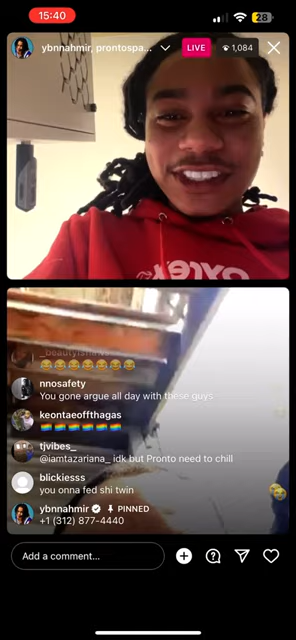 15:40
28
ybnnahmir, prontospa...
LIVE
1,084
_beautyish
😂😂😂😂😂😂😂
nnosafety
You gone argue all day with these guys
keontaeoffthagas
🏳️‍🌈🏳️‍🌈🏳️‍🌈🏳️‍🌈🏳️‍🌈🏳️‍🌈
tjvibes_
@iamtazariana_ idk but Pronto need to chill
blickiesss
you onna fed shi twin
ybnnahmir PINNED
+1 (312) 877-4440
Add a comment...